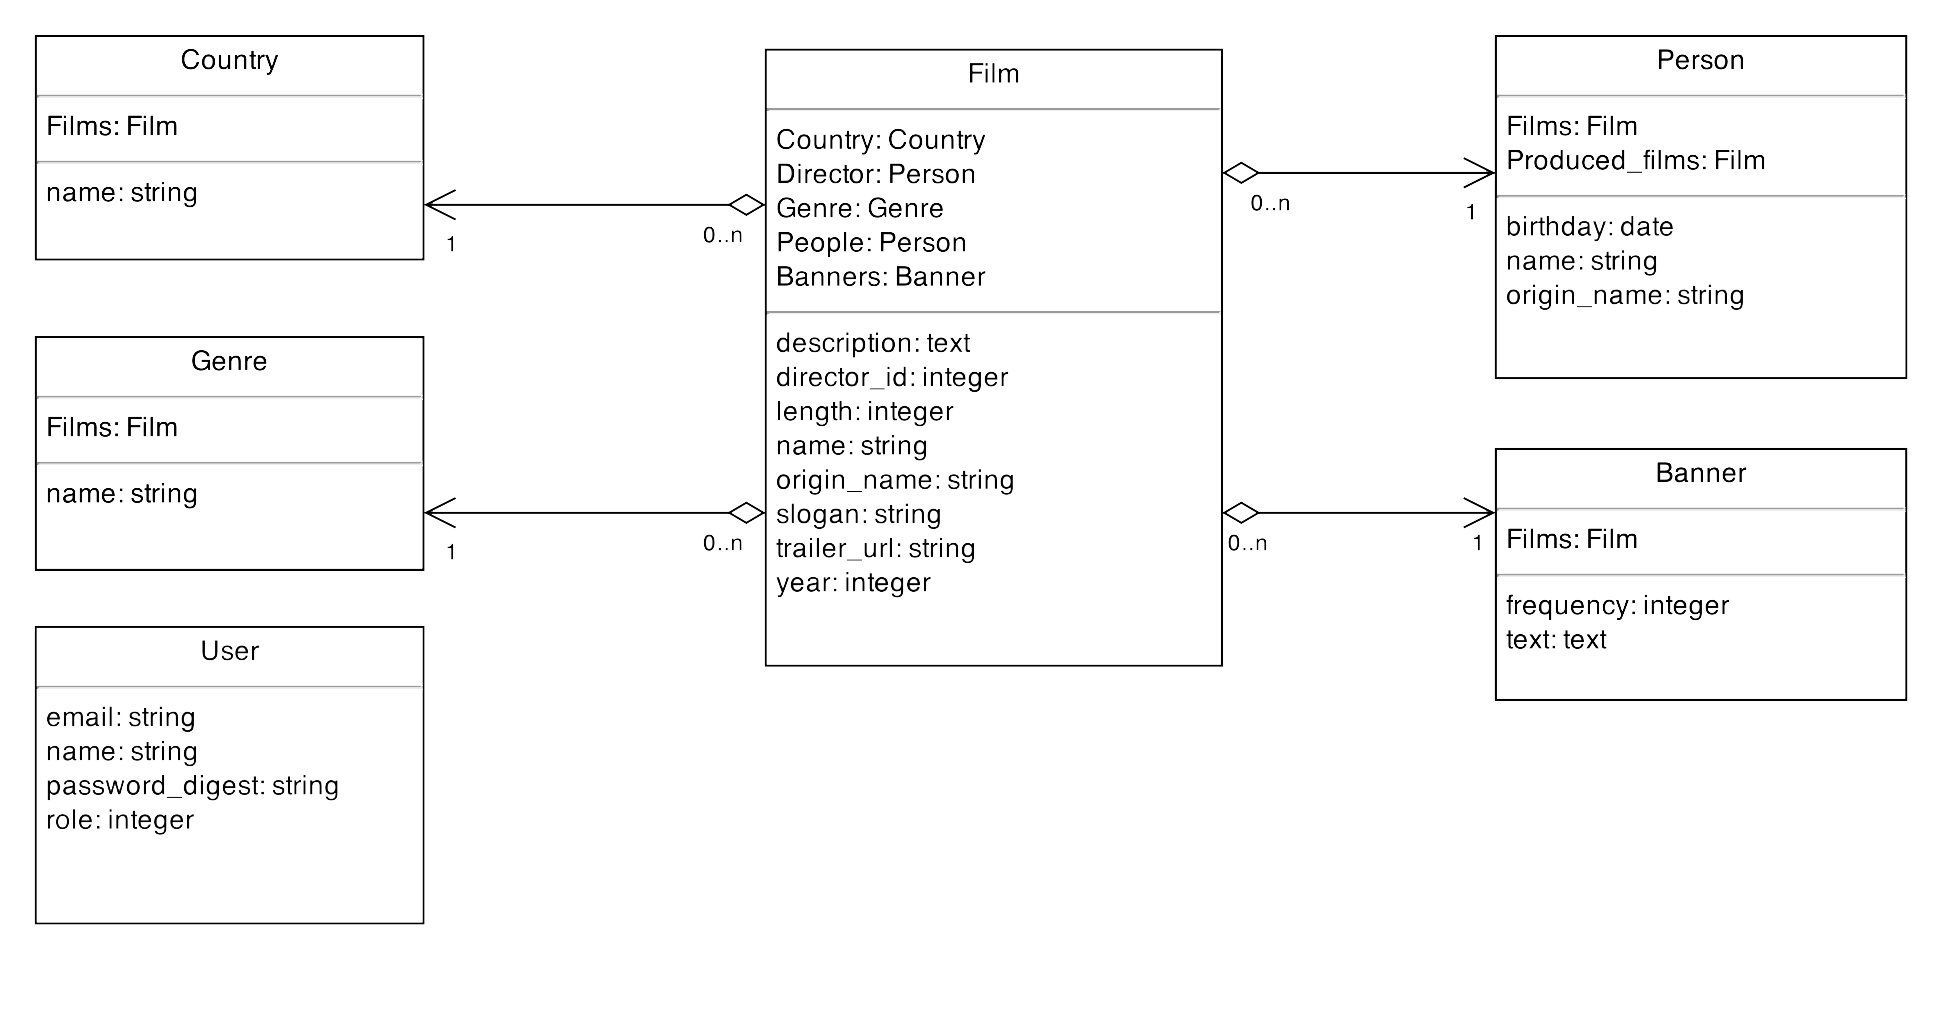 Country
Films: Film
name: string
1
0..n
Genre
Films: Film
name: string
1
0..n
User
email: string
name: string
password_digest: string
role: integer
Film
Country: Country
Director: Person
Genre: Genre
People: Person
Banners: Banner
description: text
director_id: integer
length: integer
name: string
origin_name: string
slogan: string
trailer_url: string
year: integer
0..n
1
Person
Films: Film
Produced_films: Film
birthday: date
name: string
origin_name: string
0..n
1
Banner
Films: Film
frequency: integer
text: text